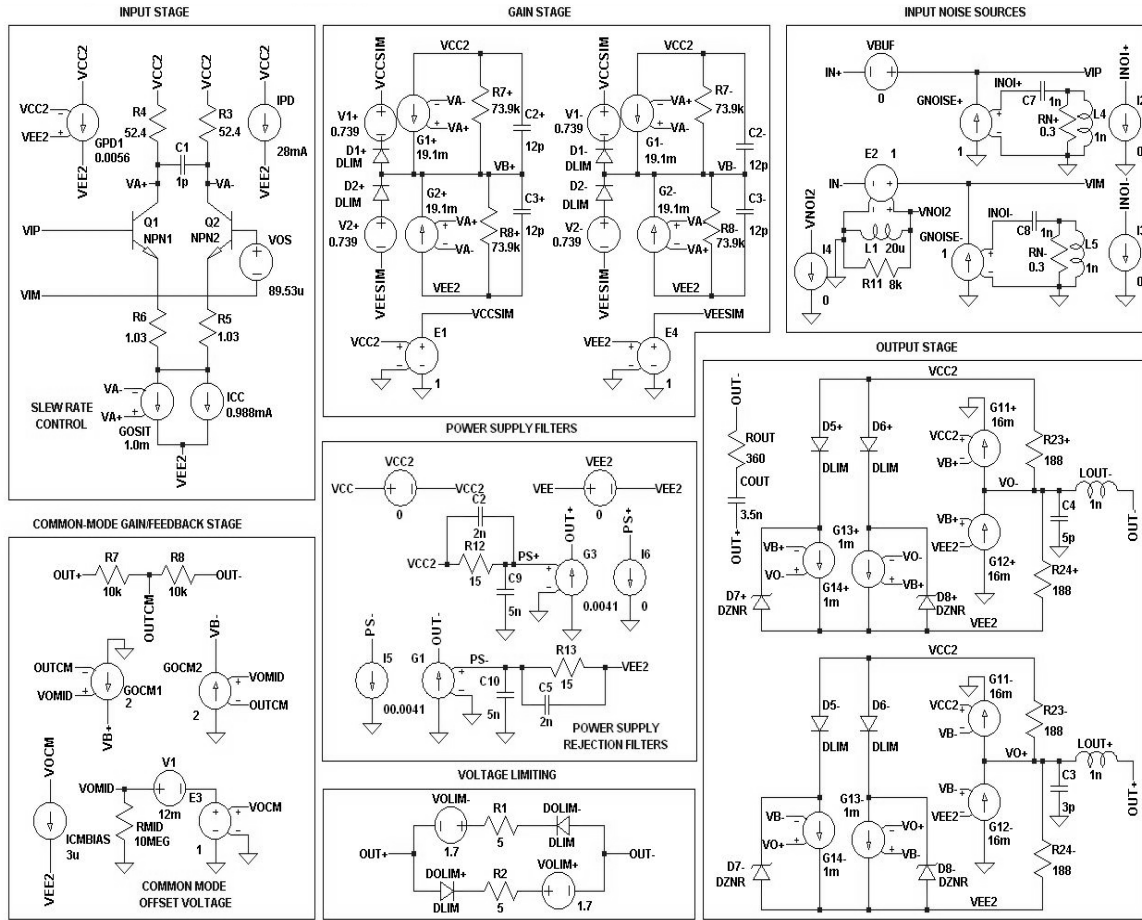 INPUT STAGE
VCC2
VCC2
VCC2
VCC2
VEE2
GPD1
0.0056
VEE2
R4
52.4
R3
52.4
IPD
28mA
VEE2
C1
1p
VA+
VA-
Q1
NPN1
Q2
NPN2
VIP
VOS
89.53u
VIM
R6
1.03
R5
1.03
VA-
VA+
GOSIT
1.0m
ICC
0.988mA
SLEW RATE
CONTROL
VEE2
GAIN STAGE
VCCSIM
VCC2
V1+
0.739
D1+
DLIM
D2+
DLIM
V2+
0.739
VEESIM
G1+
19.1m
VA-
VA+
R7+
73.9k
C2+
12p
VB+
G2+
19.1m
VA+
VA-
R8+
73.9k
C3+
12p
VEE2
VCCSIM
VCC2
E1
1
VCCSIM
VCC2
V1-
0.739
D1-
DLIM
D2-
DLIM
V2-
0.739
VEESIM
G1-
19.1m
VA-
VA+
R7-
73.9k
C2-
12p
VB-
G2-
19.1m
VA+
VA-
R8-
73.9k
C3-
12p
VEE2
VEESIM
VEE2
E4
1
INPUT NOISE SOURCES
VBUF
IN+
0
VIP
INOI+
GNOISE+
1
INOI+
C7
1n
RN+
0.3
L4
1n
0
E2
1
IN-
VIM
VNOI2
I4
0
VNOI2
L1
20u
R11
8k
GNOISE-
1
INOI-
C8
1n
RN-
0.3
L5
1n
INOI-
0
COMMON-MODE GAIN/FEEDBACK STAGE
OUT+
R7
10k
R8
10k
OUT-
OUTCM
OUTCM
VOMID
GOCM1
2
VB+
VB-
GOCM2
2
VOMID
OUTCM
VOCM
ICMBIAS
3u
VEE2
VOMID
V1
12m
RMID
10MEG
E3
1
VOCM
COMMON MODE
OFFSET VOLTAGE
POWER SUPPLY FILTERS
VCC
VCC2
VCC2
0
VEE
VEE2
VEE2
0
VCC2
C2
2n
R12
15
PS+
C9
5n
OUT+
G3
0.0041
PS+
I6
0
PS-
I5
00.0041
OUT-
G1
PS-
C10
5n
R13
15
C5
2n
VEE2
POWER SUPPLY
REJECTION FILTERS
VOLTAGE LIMITING
VOLIM-
1.7
R1
5
DOLIM-
DLIM
OUT+
OUT-
DOLIM+
DLIM
R2
5
VOLIM+
1.7
OUTPUT STAGE
OUT-
ROUT
360
COUT
3.5n
OUT+
VCC2
D5+
DLIM
D6+
DLIM
G11+
16m
VCC2
VB+
R23+
188
LOUT-
1n
OUT-
VO-
C4
5p
VB+
VEE2
G12+
16m
R24+
188
VB+
VO-
G13+
1m
G14+
1m
VO-
VB+
D7+
DZNR
D8+
DZNR
VEE2
VCC2
D5-
DLIM
D6-
DLIM
G11-
16m
VCC2
VB-
R23-
188
LOUT+
1n
OUT+
VO+
C3
3p
VB-
VEE2
G12-
16m
R24-
188
VB-
VO+
G13-
1m
G14-
1m
VO+
VB-
D7-
DZNR
D8-
DZNR
VEE2